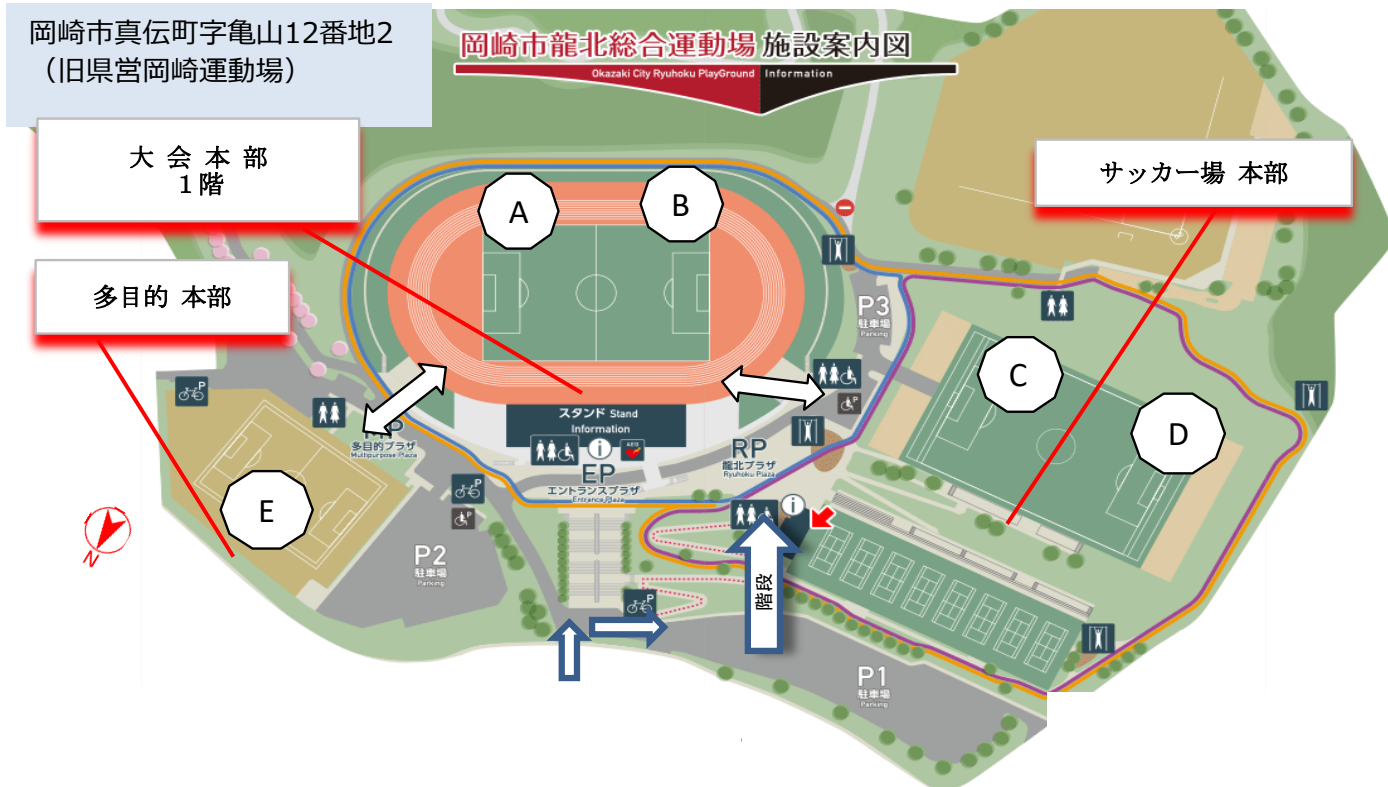 岡崎市真伝町字亀山12番地2
（旧県営岡崎運動場）
岡崎市龍北総合運動場 施設案内図
Okazaki City Ryuhoku PlayGround Information
大 会 本 部
１階
サッカー場 本部
多目的 本部
A
B
C
D
E
P3
駐車場
Parking
スタンド Stand
Information
AED
MP
多目的プラザ
Multipurpose Plaza
EP
エントランスプラザ
Entrance Plaza
RP
龍北プラザ
Ryuhoku Plaza
P
P
P
P
P
P2
駐車場
Parking
階段
P1
駐車場
Parking
N